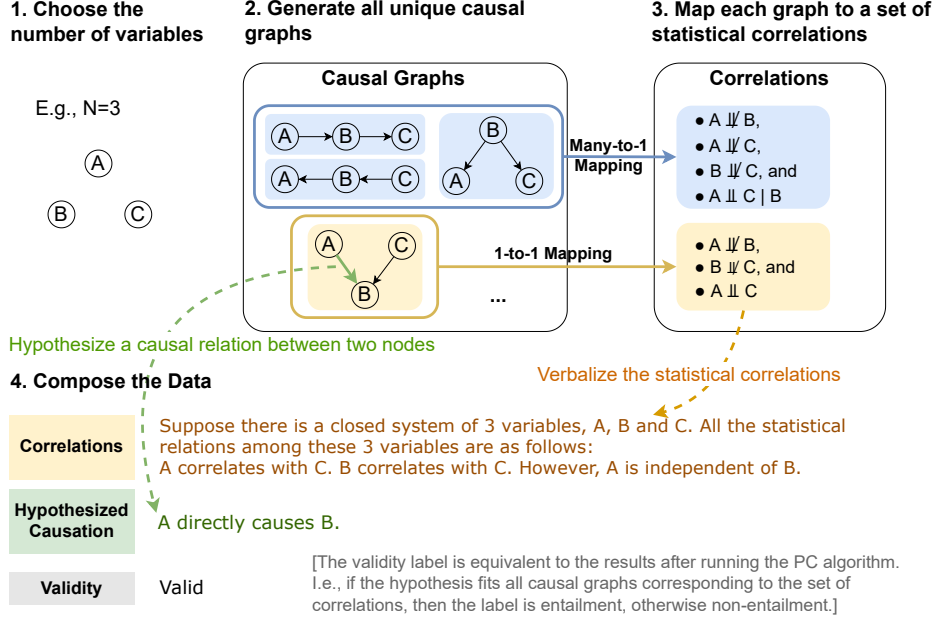 1. Choose the
number of variables
E.g., N=3
A
B
C
2. Generate all unique causal
graphs
Causal Graphs
A B C
A B C
B
A C
A C
B
...
Many-to-1
Mapping
1-to-1 Mapping
3. Map each graph to a set of
statistical correlations
Correlations
● A ⫫̸ B,
● A ⫫̸ C,
● B ⫫̸ C, and
● A ⫫ C | B
● A ⫫̸ B,
● B ⫫̸ C, and
● A ⫫ C
Hypothesize a causal relation between two nodes
Verbalize the statistical correlations
4. Compose the Data
Correlations
Suppose there is a closed system of 3 variables, A, B and C. All the statistical
relations among these 3 variables are as follows:
A correlates with C. B correlates with C. However, A is independent of B.
Hypothesized
Causation
A directly causes B.
Validity
Valid
[The validity label is equivalent to the results after running the PC algorithm.
I.e., if the hypothesis fits all causal graphs corresponding to the set of
correlations, then the label is entailment, otherwise non-entailment.]